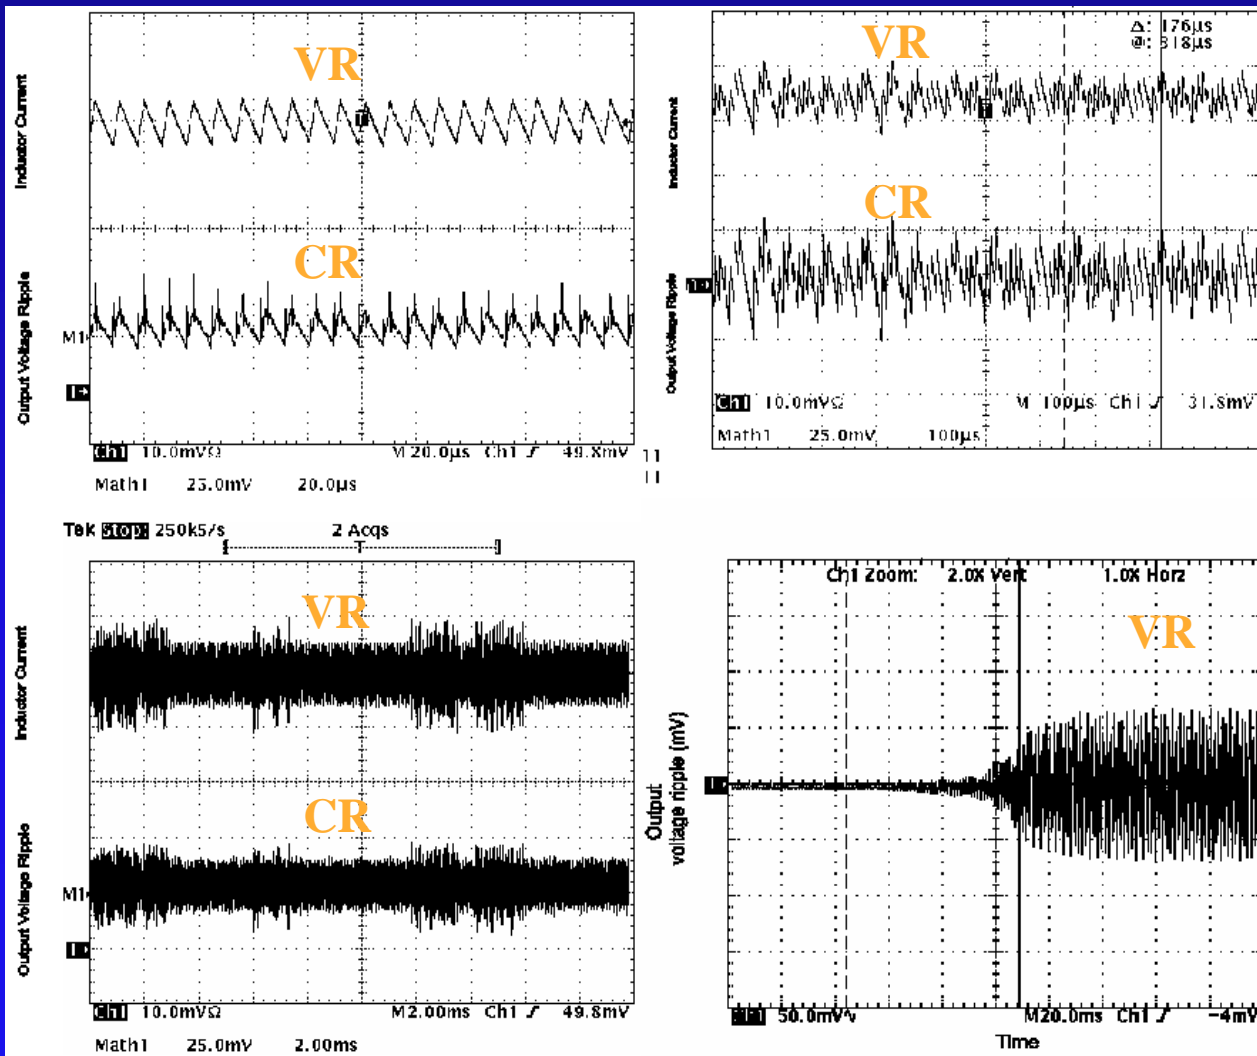 VR
Inductor Current
CR
Output Voltage Ripple
M1
Ch1 10.0mVΩ M 20.0µs Ch1 49.8mV
Math1 25.0mV 20.0µs
Δ: 176µs
@: 318µs
VR
Inductor Current
CR
Output Voltage Ripple
Ch1 10.0mVΩ M 100µs Ch1 31.8mV
Math1 25.0mV 100µs
11
11
Tek Stop: 250kS/s 2 Acqs
VR
Inductor Current
CR
Output Voltage Ripple
M1
Ch1 10.0mVΩ M2.00ms Ch1 49.8mV
Math1 25.0mV 2.00ms
Ch1 Zoom: 2.0X Vert 1.0X Horz
VR
Output
voltage ripple (mV)
Ch1 50.0mV M20.0ms Ch1 -4mV
Time